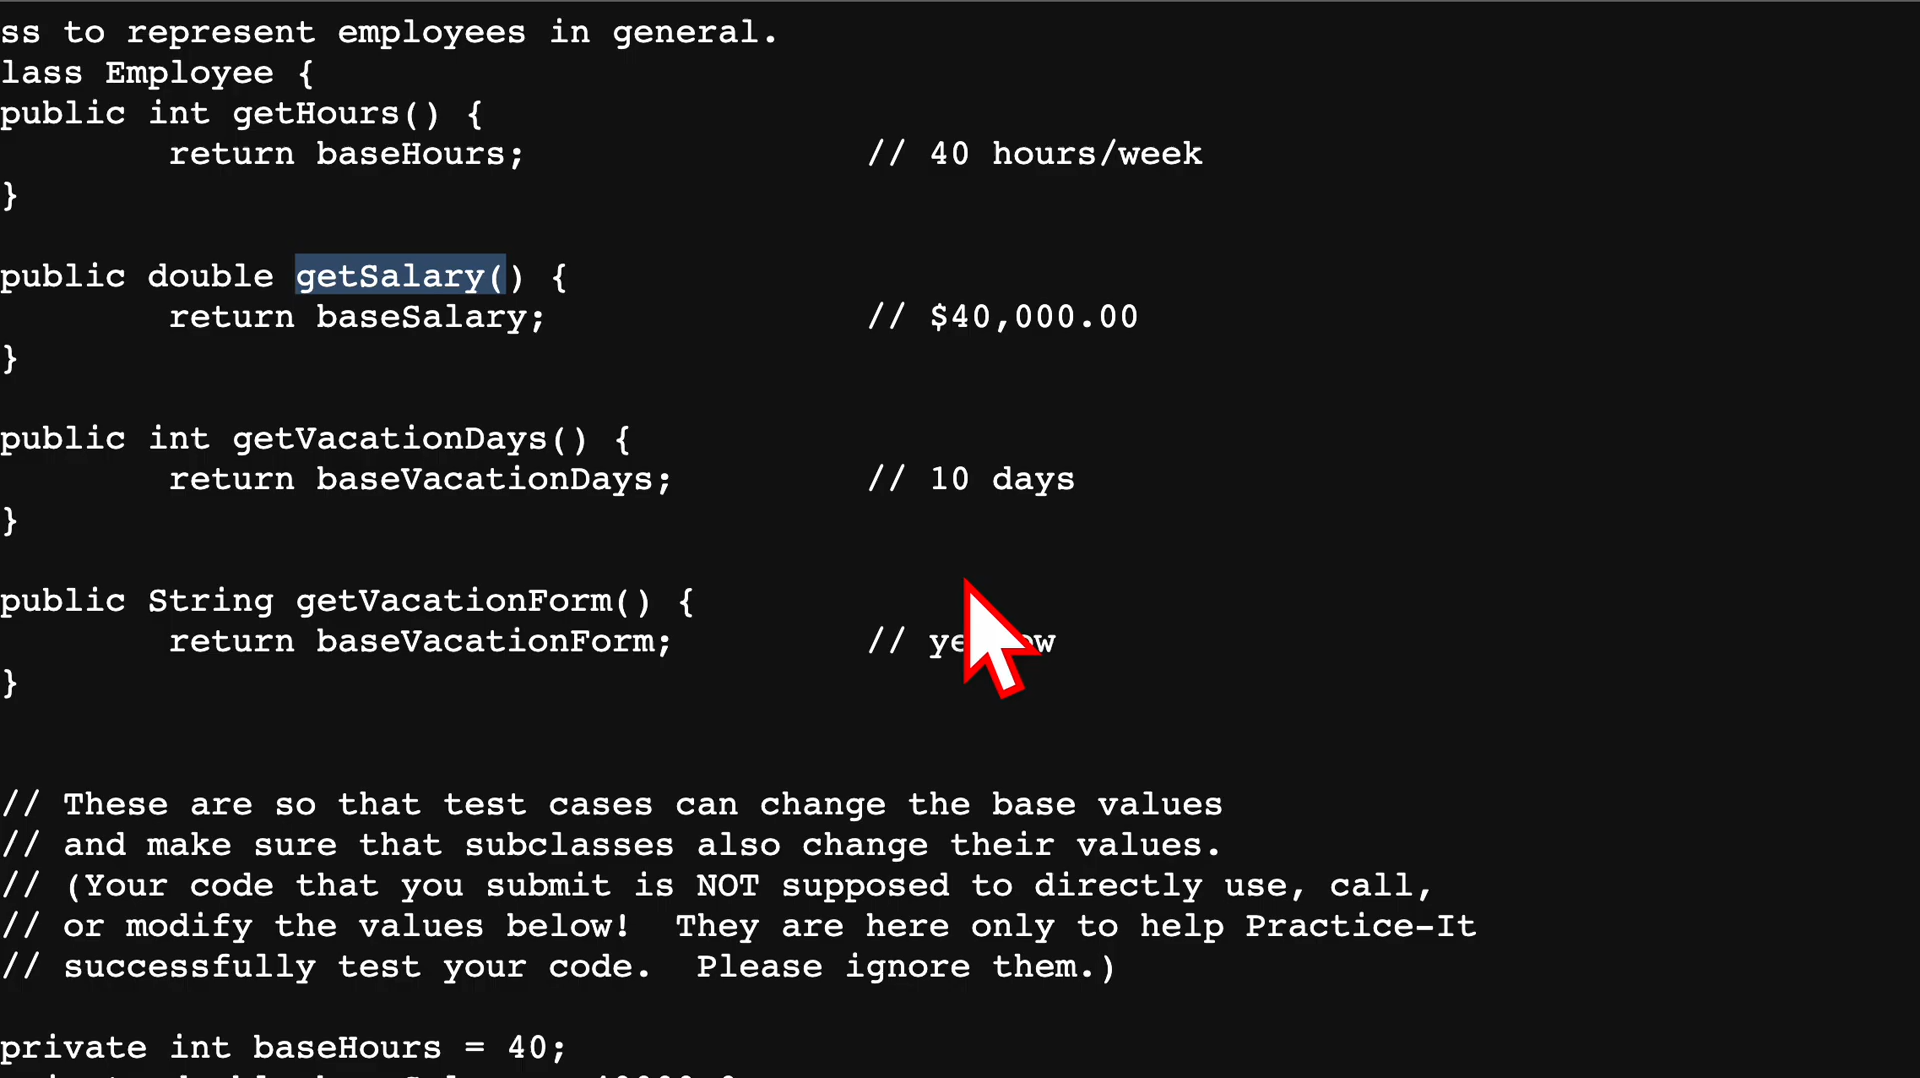 ss to represent employees in general.
lass Employee {
public int getHours() {
return baseHours; // 40 hours/week
}
public double getSalary() {
return baseSalary; // $40,000.00
}
public int getVacationDays() {
return baseVacationDays; // 10 days
}
public String getVacationForm() {
return baseVacationForm; //
}
// These are so that test cases can change the base values
// and make sure that subclasses also change their values.
// (Your code that you submit is NOT supposed to directly use, call,
// or modify the values below! They are here only to help Practice-It
// successfully test your code. Please ignore them.)
private int baseHours = 40;